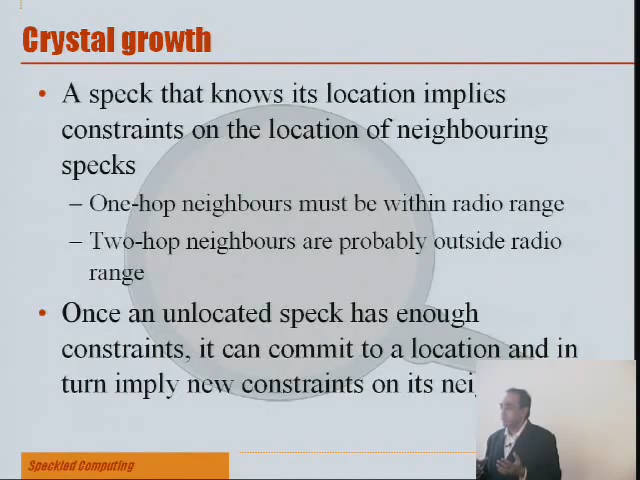 Crystal growth
• A speck that knows its location implies
constraints on the location of neighbouring
specks
– One-hop neighbours must be within radio range
– Two-hop neighbours are probably outside radio
range
• Once an unlocated speck has enough
constraints, it can commit to a location and in
turn imply new constraints on its
Speckled Computing